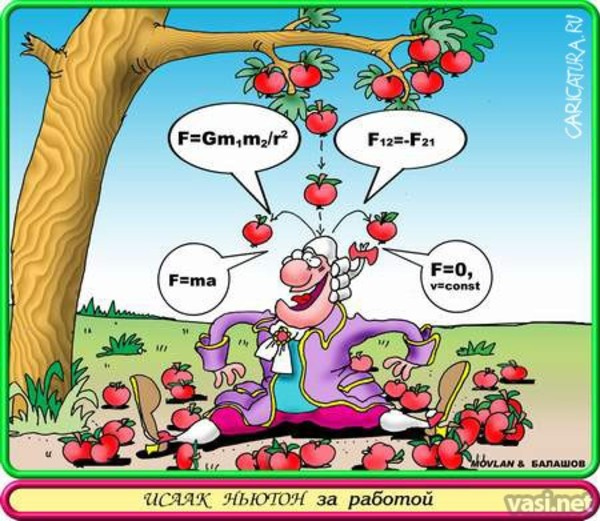 CARICATURA.RU
F=Gm₁m₂/r²
F₁₂=-F₂₁
F=ma
F=0,
v=const
MOVLAN & БАЛАШОВ
ИСААК НЬЮТОН за работой
vasi.net